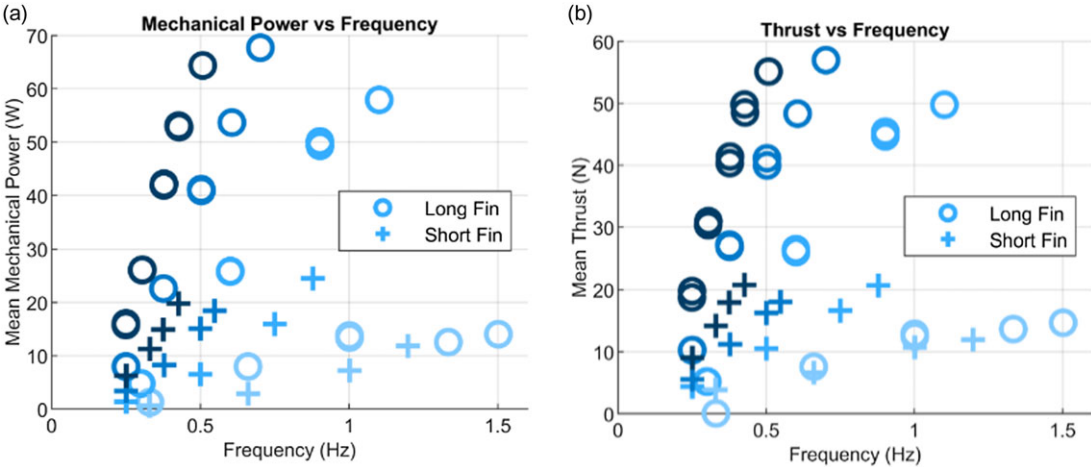 (a)
Mechanical Power vs Frequency
Mean Mechanical Power (W)
70
60
50
40
30
20
10
0
0
0.5
1
1.5
Frequency (Hz)
Long Fin
Short Fin
(b)
Thrust vs Frequency
Mean Thrust (N)
60
50
40
30
20
10
0
0
0.5
1
1.5
Frequency (Hz)
Long Fin
Short Fin